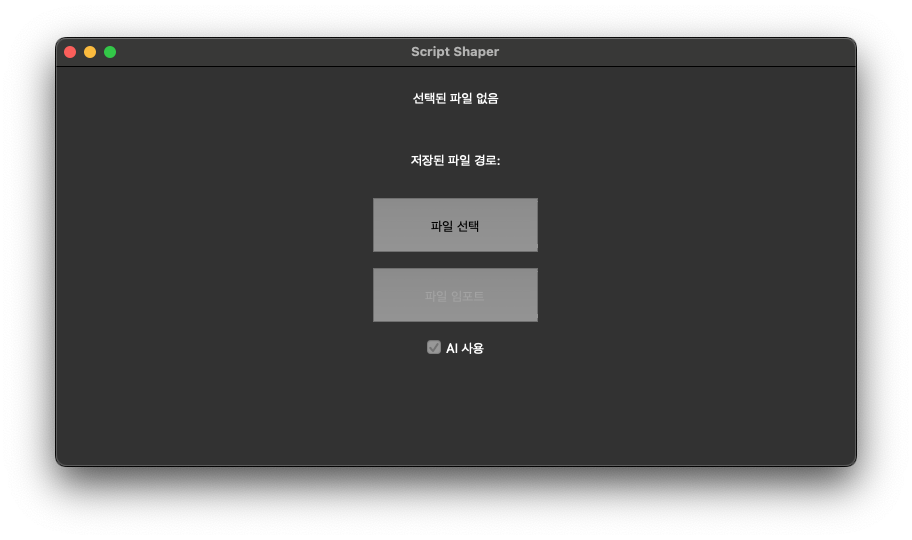 Script Shaper
선택된 파일 없음
저장된 파일 경로:
파일 선택
파일 임포트
AI 사용